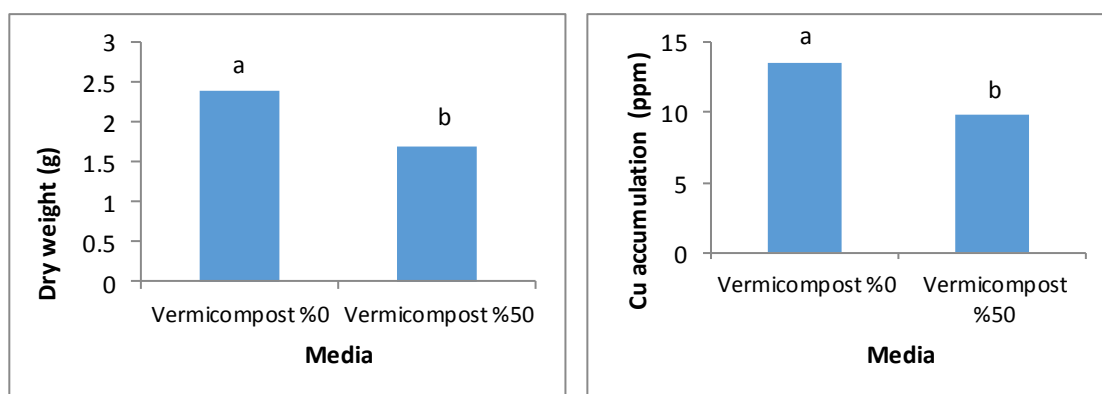 Dry weight (g)
3
2.5
2
1.5
1
0.5
0
a
b
Vermicompost %0 Vermicompost %50
Media
Cu accumulation (ppm)
15
10
5
0
a
b
Vermicompost %0 Vermicompost
%50
Media